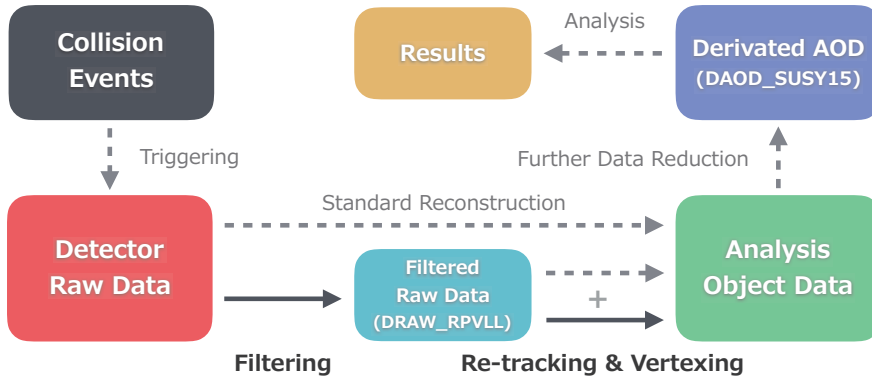 Collision
Events
Results
Analysis
Derivated AOD
(DAOD_SUSY15)
Triggering
Further Data Reduction
Standard Reconstruction
Detector
Raw Data
Filtered
Raw Data
(DRAW_RPVLL)
+
Analysis
Object Data
Filtering
Re-tracking & Vertexing